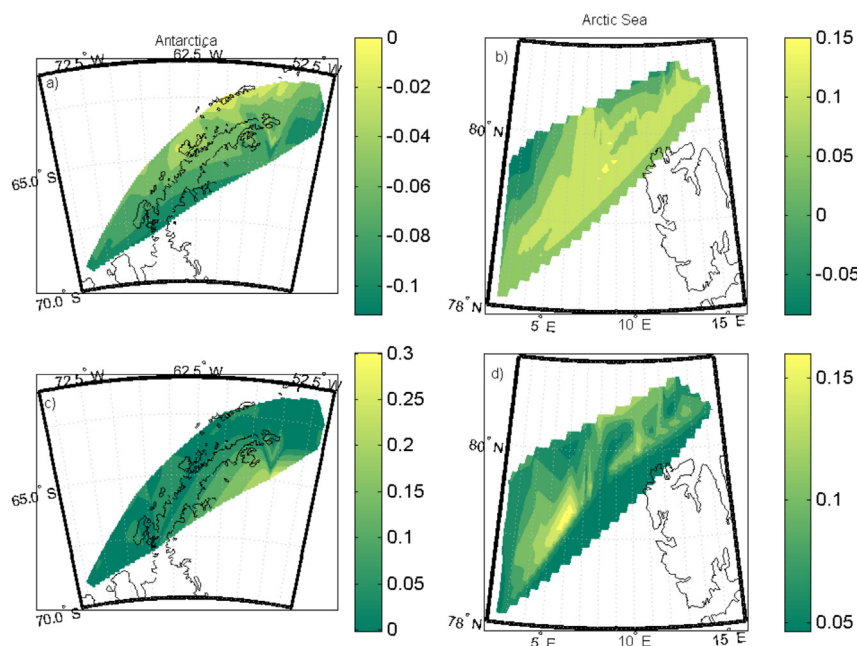 Antarctica
Arctic Sea
a)
72.5° W
62.5° W
52.5° W
65.0° S
70.0° S
0
-0.02
-0.04
-0.06
-0.08
-0.1
b)
80°N
78°N
5°E
10°E
15°E
0.15
0.1
0.05
0
-0.05
c)
72.5° W
62.5° W
52.5° W
65.0° S
70.0° S
0.3
0.25
0.2
0.15
0.1
0.05
0
d)
80°N
78°N
5°E
10°E
15°E
0.15
0.1
0.05